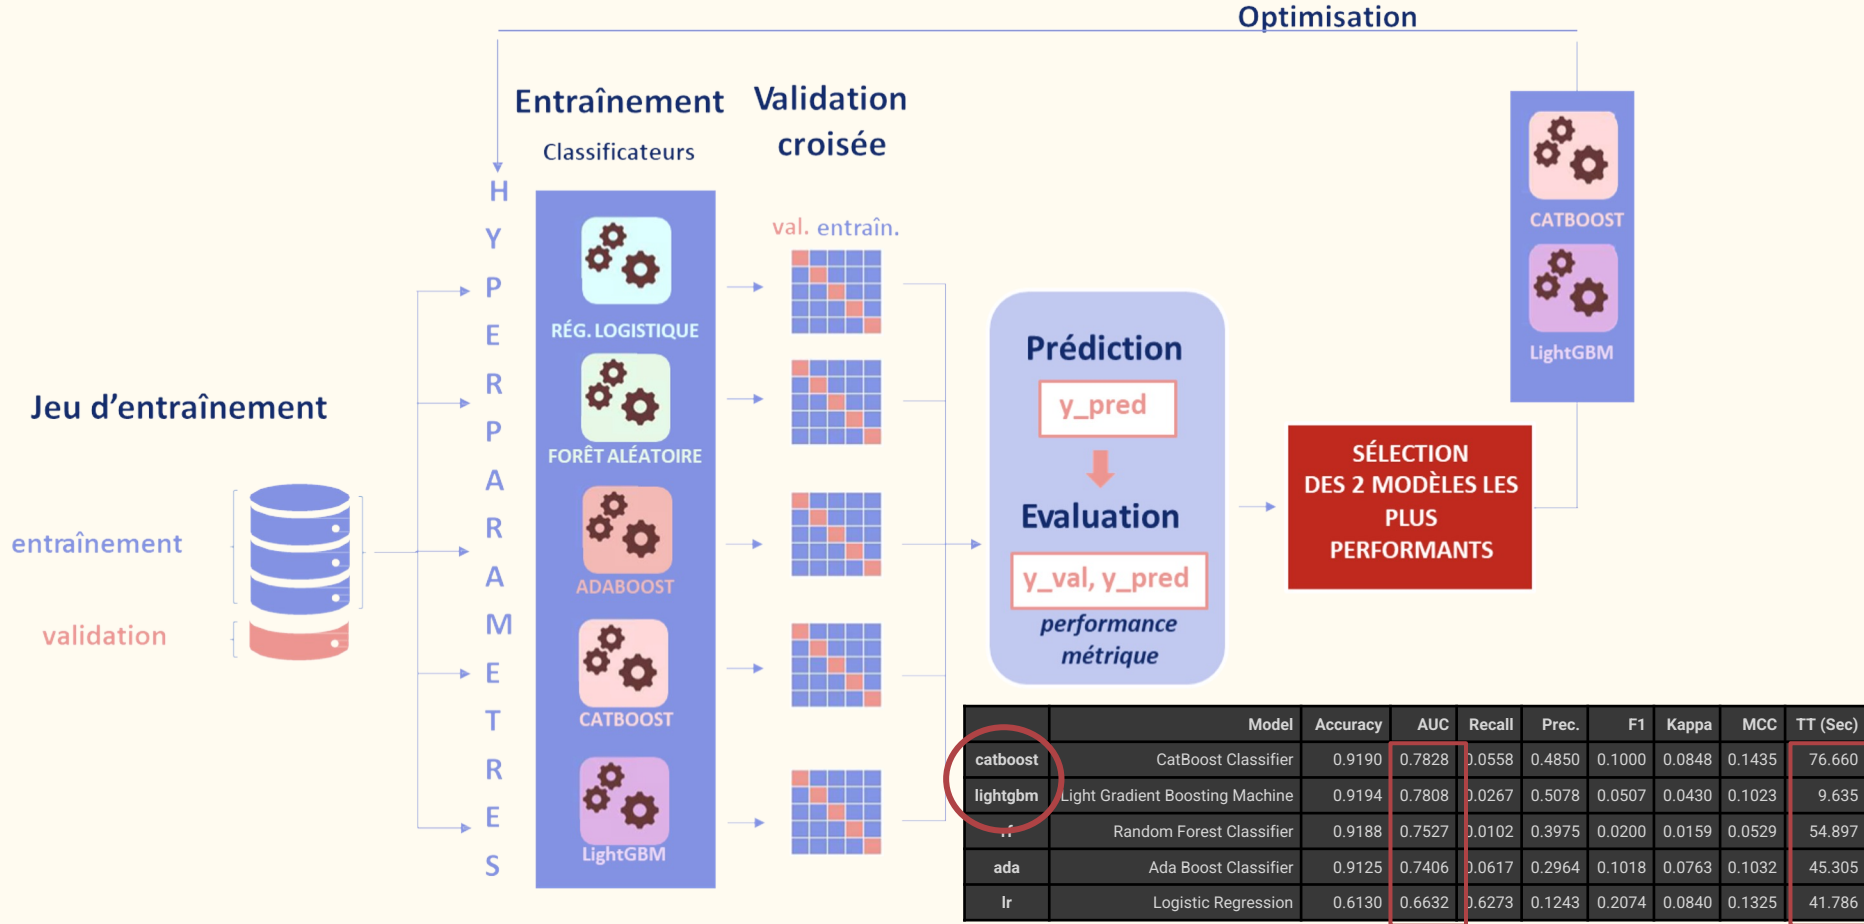 Optimisation
Entraînement
Classificateurs
Validation
croisée
H
Y
P
E
R
P
A
R
A
M
E
T
R
E
S
RÉG. LOGISTIQUE
FORÊT ALÉATOIRE
ADABOOST
CATBOOST
LightGBM
val. entraîn.
Jeu d'entraînement
entraînement
validation
Prédiction
y_pred
Evaluation
y_val, y_pred
performance
métrique
SÉLECTION
DES 2 MODÈLES LES
PLUS
PERFORMANTS
CATBOOST
LightGBM
Model Accuracy AUC Recall Prec. F1 Kappa MCC TT (Sec)
catboost CatBoost Classifier 0.9190 0.7828 0.0558 0.4850 0.1000 0.0848 0.1435 76.660
lightgbm Light Gradient Boosting Machine 0.9194 0.7808 0.0267 0.5078 0.0507 0.0430 0.1023 9.635
rf Random Forest Classifier 0.9188 0.7527 0.0102 0.3975 0.0200 0.0159 0.0529 54.897
ada Ada Boost Classifier 0.9125 0.7406 0.0617 0.2964 0.1018 0.0763 0.1032 45.305
lr Logistic Regression 0.6130 0.6632 0.6273 0.1243 0.2074 0.0840 0.1325 41.786